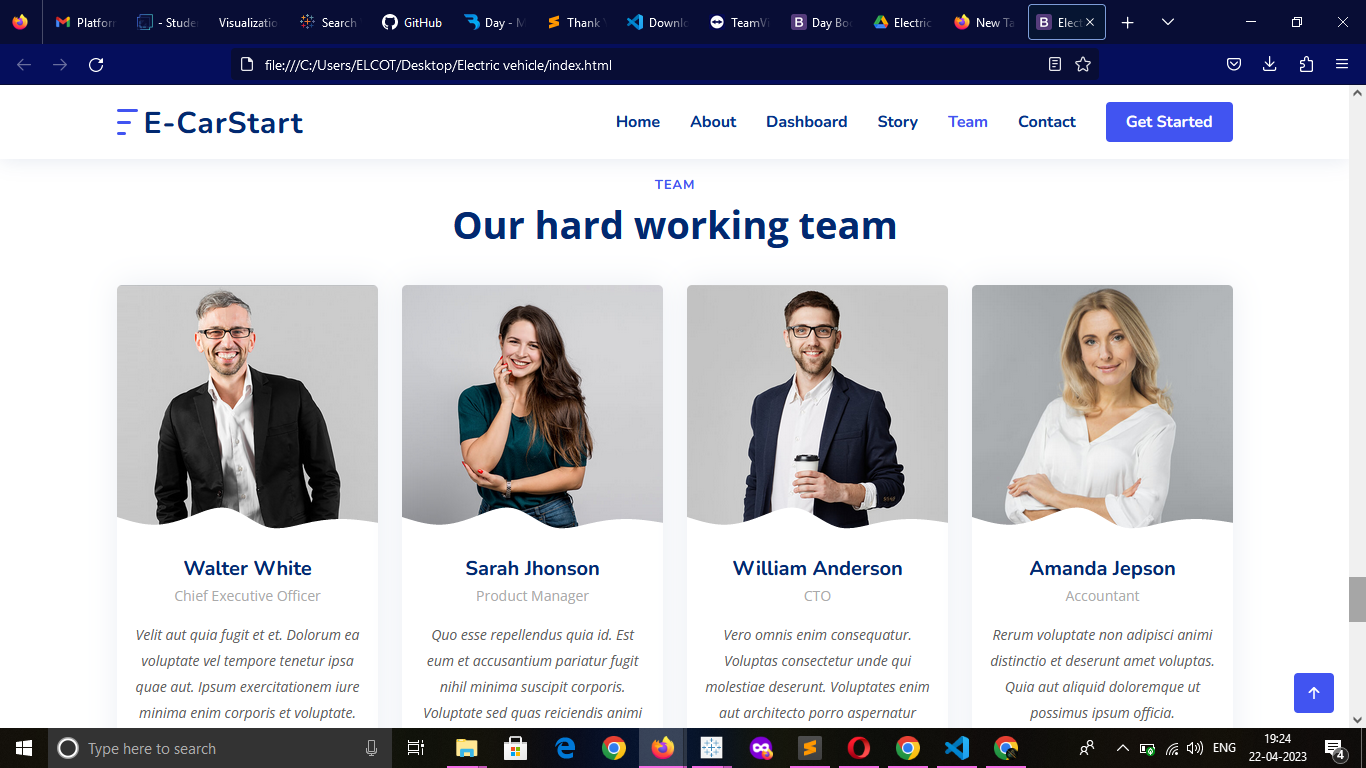 Platform
- Stude
Visualizatio
Search
GitHub
Day - M
Thank Y
Downlo
TeamVi
Day Boo
Electric
New Ta
Elect
file:///C:/Users/ELCOT/Desktop/Electric vehicle/index.html
E-CarStart
Home
About
Dashboard
Story
Team
Contact
Get Started
TEAM
Our hard working team
Walter White
Chief Executive Officer
Velit aut quia fugit et et. Dolorum ea
voluptate vel tempore tenetur ipsa
quae aut. Ipsum exercitationem iure
minima enim corporis et voluptate.
Sarah Jhonson
Product Manager
Quo esse repellendus quia id. Est
eum et accusantium pariatur fugit
nihil minima suscipit corporis.
Voluptate sed quas reiciendis animi
William Anderson
CTO
Vero omnis enim consequatur.
Voluptas consectetur unde qui
molestiae deserunt. Voluptates enim
aut architecto porro aspernatur
Amanda Jepson
Accountant
Rerum voluptate non adipisci animi
distinctio et deserunt amet voluptas.
Quia aut aliquid doloremque ut
possimus ipsum officia.
Type here to search
ENG
19:24
22-04-2023
4